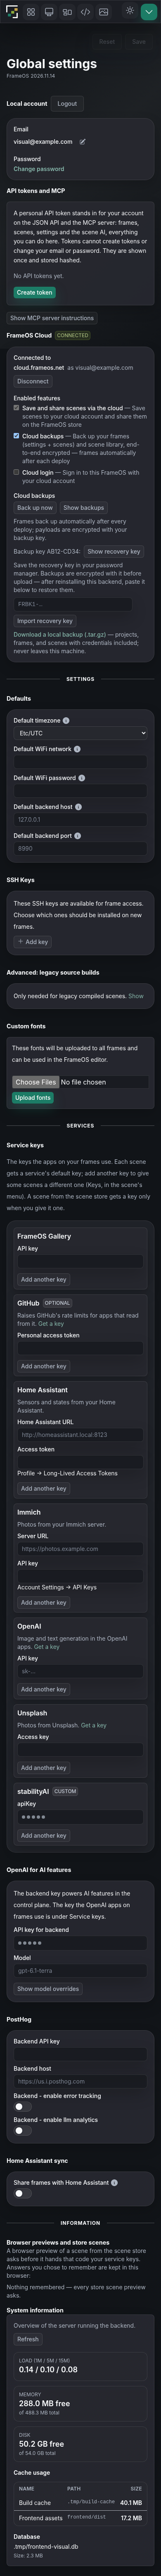 Reset Save
Global settings
FrameOS 2026.11.14
Local account Logout
Email
visual@example.com
Password
Change password
API tokens and MCP
A personal API token stands in for your account
on the JSON API and the MCP server: frames,
scenes, settings and the scene AI, everything
you can do here. Tokens cannot create tokens or
change your email or password. They are shown
once and stored hashed.
No API tokens yet.
Create token
Show MCP server instructions
FrameOS Cloud CONNECTED
Connected to
cloud.frameos.net as visual@example.com
Disconnect
Enabled features
Save and share scenes via the cloud — Save
scenes to your cloud account and share them
on the FrameOS store
Cloud backups — Back up your frames
(settings + scenes) and scene library, end-
to-end encrypted — frames automatically
after each deploy
Cloud login — Sign in to this FrameOS with
your cloud account
Cloud backups
Back up now Show backups
Frames back up automatically after every
deploy; payloads are encrypted with your
backup key.
Backup key AB12-CD34: Show recovery key
Save the recovery key in your password
manager. Backups are encrypted with it before
upload — after reinstalling this backend, paste it
below to restore them.
FRBK1-…
Import recovery key
Download a local backup (.tar.gz) — projects,
frames, and scenes with credentials included;
never leaves this machine.
SETTINGS
Defaults
Default timezone
Etc/UTC
Default WiFi network
Default WiFi password
Default backend host
127.0.0.1
Default backend port
8990
SSH Keys
These SSH keys are available for frame access.
Choose which ones should be installed on new
frames.
+ Add key
Advanced: legacy source builds
Only needed for legacy compiled scenes. Show
Custom fonts
These fonts will be uploaded to all frames and
can be used in the FrameOS editor.
Choose Files No file chosen
Upload fonts
SERVICES
Service keys
The keys the apps on your frames use. Each scene
gets a service's default key; add another key to give
some scenes a different one (Keys, in the scene's
menu). A scene from the scene store gets a key only
when you give it one.
FrameOS Gallery
API key
Add another key
GitHub OPTIONAL
Raises GitHub's rate limits for apps that read
from it. Get a key
Personal access token
Add another key
Home Assistant
Sensors and states from your Home
Assistant.
Home Assistant URL
http://homeassistant.local:8123
Access token
Profile → Long-Lived Access Tokens
Add another key
Immich
Photos from your Immich server.
Server URL
https://photos.example.com
API key
Account Settings → API Keys
Add another key
OpenAI
Image and text generation in the OpenAI
apps. Get a key
API key
sk-...
Add another key
Unsplash
Photos from Unsplash. Get a key
Access key
Add another key
stabilityAI CUSTOM
apiKey
●●●●●
Add another key
OpenAI for AI features
The backend key powers AI features in the
control plane. The key the OpenAI apps on
frames use is under Service keys.
API key for backend
●●●●●
Model
gpt-6.1-terra
Show model overrides
PostHog
Backend API key
Backend host
https://us.i.posthog.com
Backend - enable error tracking
Backend - enable llm analytics
Home Assistant sync
Share frames with Home Assistant
INFORMATION
Browser previews and store scenes
A browser preview of a scene from the scene store
asks before it hands that code your service keys.
Answers you chose to remember are kept in this
browser.
Nothing remembered — every store scene preview
asks.
System information
Overview of the server running the backend.
Refresh
LOAD (1M / 5M / 15M)
0.14 / 0.10 / 0.08
MEMORY
288.0 MB free
of 488.3 MB total
DISK
50.2 GB free
of 54.0 GB total
Cache usage
NAME PATH SIZE
Build cache .tmp/build-cache 40.1 MB
Frontend assets frontend/dist 17.2 MB
Database
.tmp/frontend-visual.db
Size: 2.3 MB